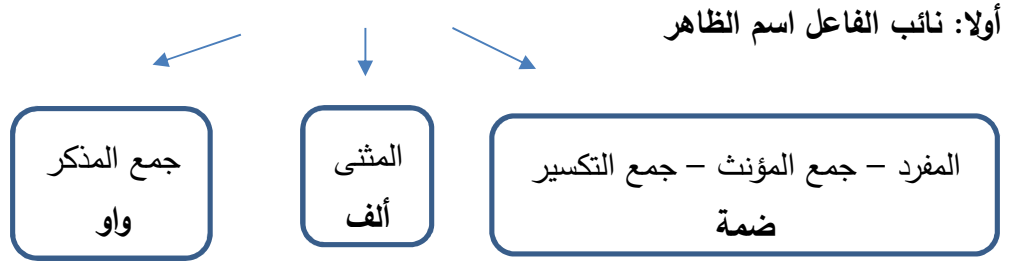 أولا: نائب الفاعل اسم الظاهر
المفرد – جمع المؤنث – جمع التكسير
ضمة
المثنى
ألف
جمع المذكر
واو